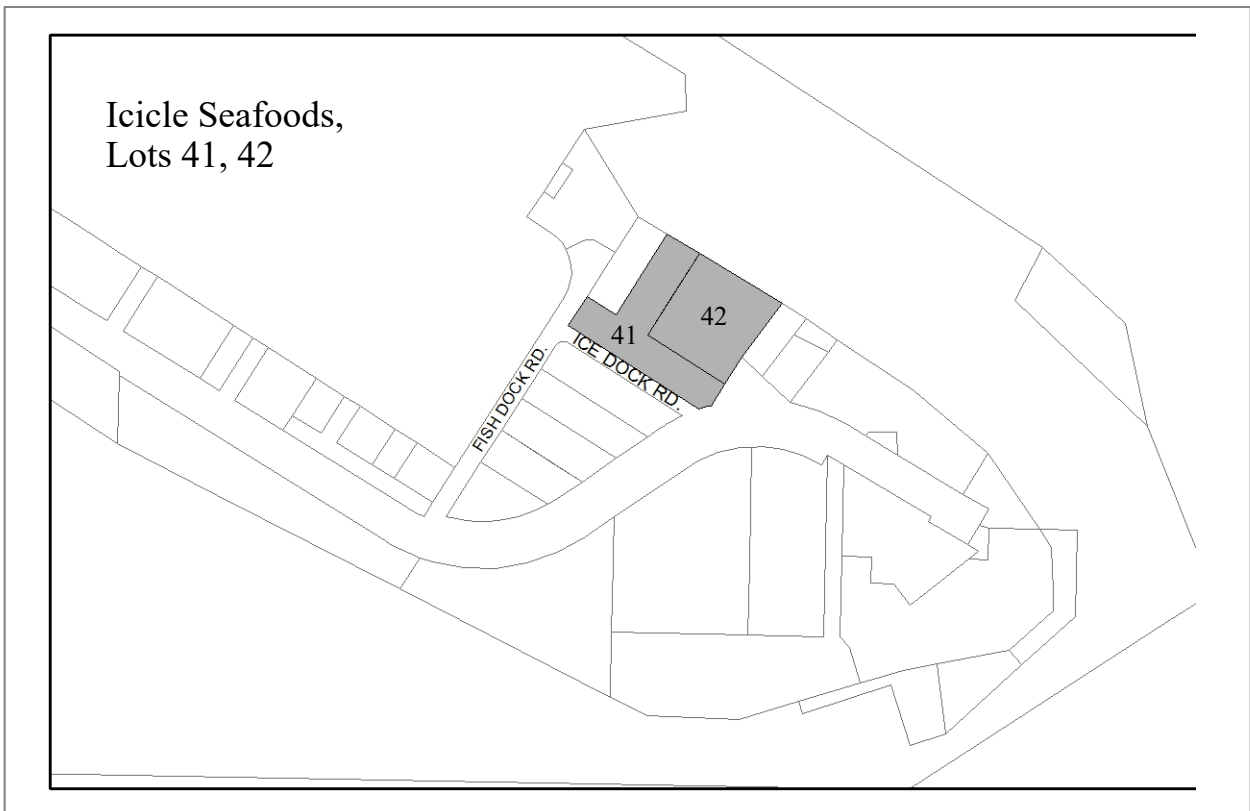 Icicle Seafoods,
Lots 41, 42
42
41
ICE DOCK RD.
FISH DOCK RD.